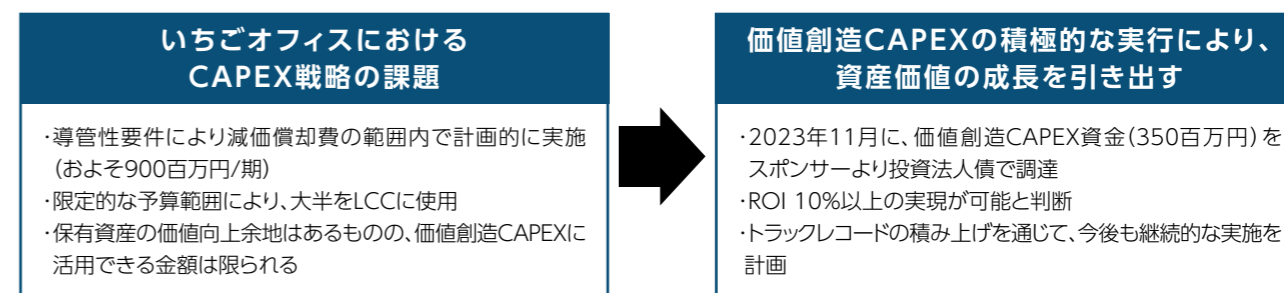 いちごオフィスにおける
CAPEX戦略の課題
・導管性要件により減価償却費の範囲内で計画的に実施
(およそ900百万円/期)
・限定的な予算範囲により、大半をLCCに使用
・保有資産の価値向上余地はあるものの、価値創造CAPEXに
活用できる金額は限られる
価値創造CAPEXの積極的な実行により、
資産価値の成長を引き出す
・2023年11月に、価値創造CAPEX資金(350百万円)を
スポンサーより投資法人債で調達
・ROI 10%以上の実現が可能と判断
・トラックレコードの積み上げを通じて、今後も継続的な実施を
計画